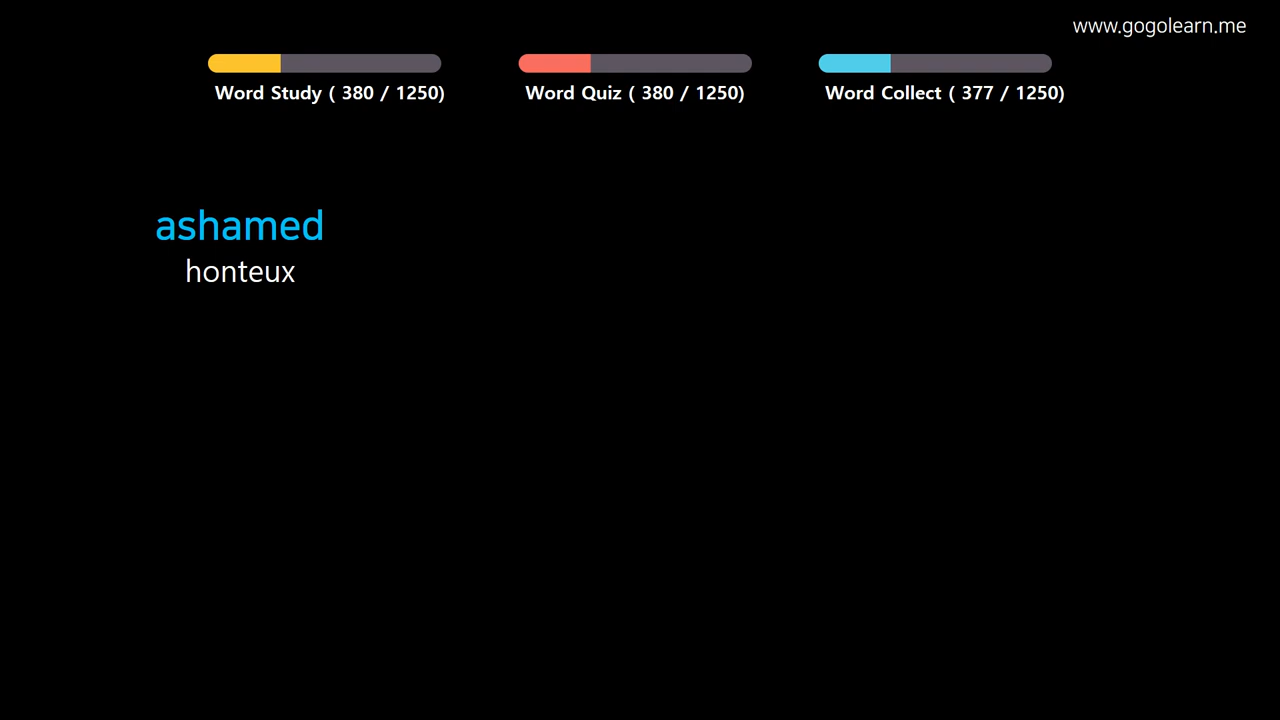 www.gogolearn.me
Word Study ( 380 / 1250)
Word Quiz ( 380 / 1250)
Word Collect ( 377 / 1250)
ashamed
honteux